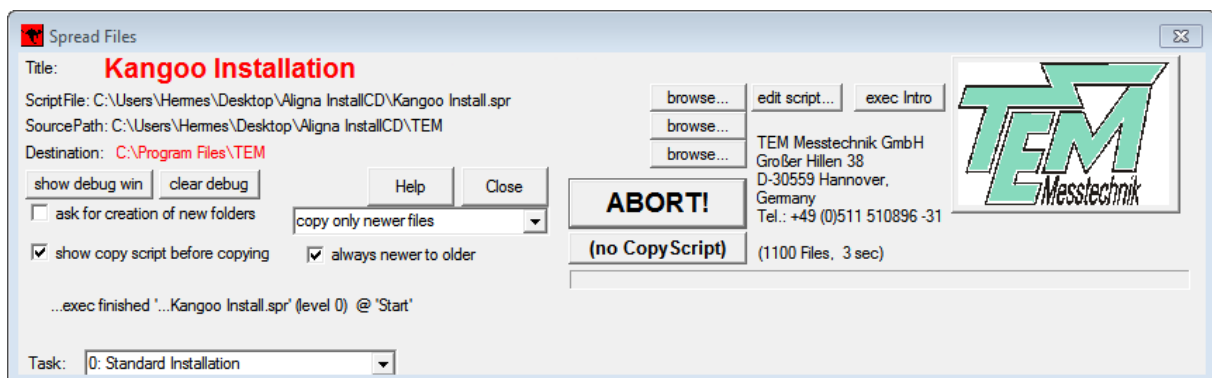 Spread Files
Title: Kangoo Installation
ScriptFile: C:\Users\Hermes\Desktop\Aligna InstallCD\Kangoo Install.spr
browse... edit script... exec Intro
SourcePath: C:\Users\Hermes\Desktop\Aligna InstallCD\TEM
browse...
Destination: C:\Program Files\TEM
browse...
TEM Messtechnik GmbH
Großer Hillen 38
D-30559 Hannover,
Germany
Tel.: +49 (0)511 510896 -31
TEM
Messtechnik
show debug win clear debug Help Close
ABORT!
ask for creation of new folders
copy only newer files
show copy script before copying always newer to older
(no CopyScript) (1100 Files, 3 sec)
...exec finished '...Kangoo Install.spr' (level 0) @ 'Start'
Task: 0: Standard Installation